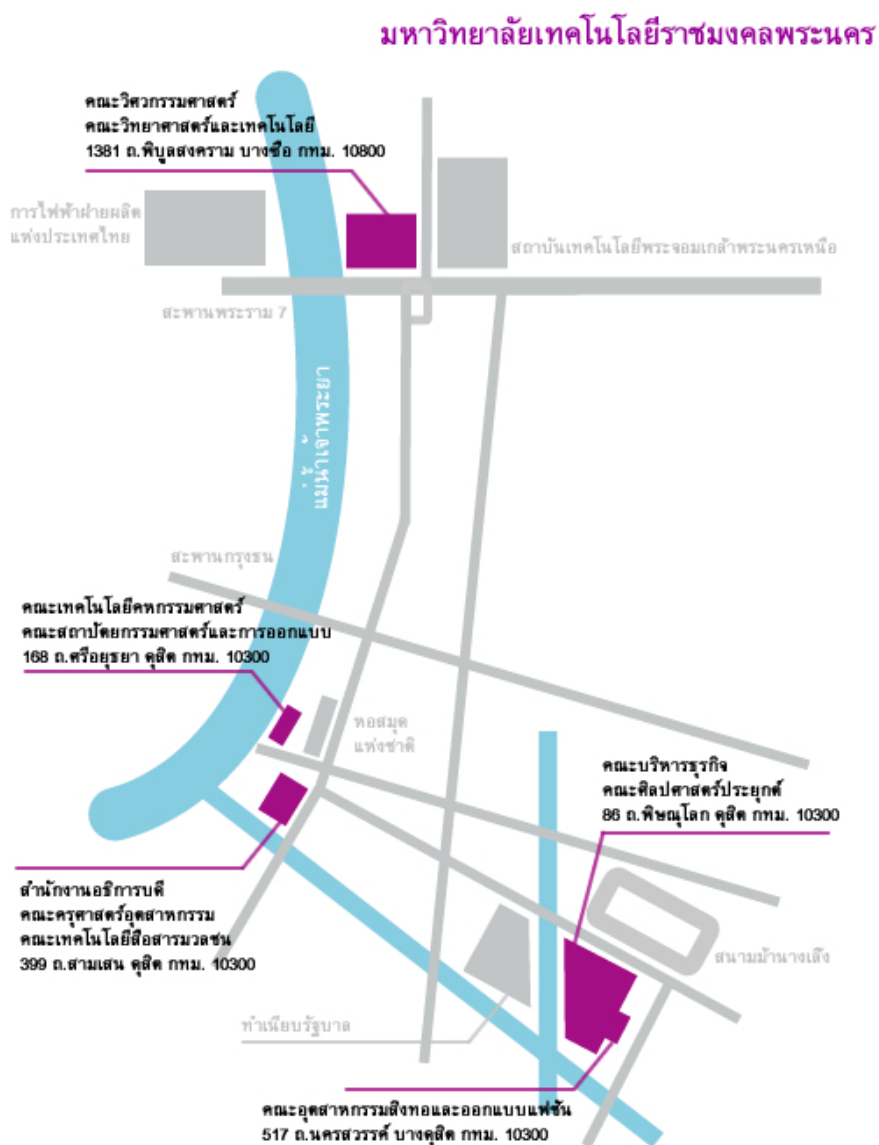 มหาวิทยาลัยเทคโนโลยีราชมงคลพระนคร
คณะวิศวกรรมศาสตร์
คณะวิทยาศาสตร์และเทคโนโลยี
1381 ถ.พิบูลสงคราม บางซื่อ กทม. 10800
การไฟฟ้าฝ่ายผลิต
แห่งประเทศไทย
สถาบันเทคโนโลยีพระจอมเกล้าพระนครเหนือ
สะพานพระราม 7
แม่น้ำเจ้าพระยา
สะพานกรุงธน
คณะเทคโนโลยีคหกรรมศาสตร์
คณะสถาปัตยกรรมศาสตร์และการออกแบบ
168 ถ.ศรีอยุธยา ดุสิต กทม. 10300
หอสมุด
แห่งชาติ
คณะบริหารธุรกิจ
คณะศิลปศาสตร์ประยุกต์
86 ถ.พิษณุโลก ดุสิต กทม. 10300
สำนักงานอธิการบดี
คณะครุศาสตร์อุตสาหกรรม
คณะเทคโนโลยีสื่อสารมวลชน
399 ถ.สามเสน ดุสิต กทม. 10300
สนามม้านางเลิ้ง
ทำเนียบรัฐบาล
คณะอุตสาหกรรมสิ่งทอและออกแบบแฟชั่น
517 ถ.นครสวรรค์ บางดุสิต กทม. 10300